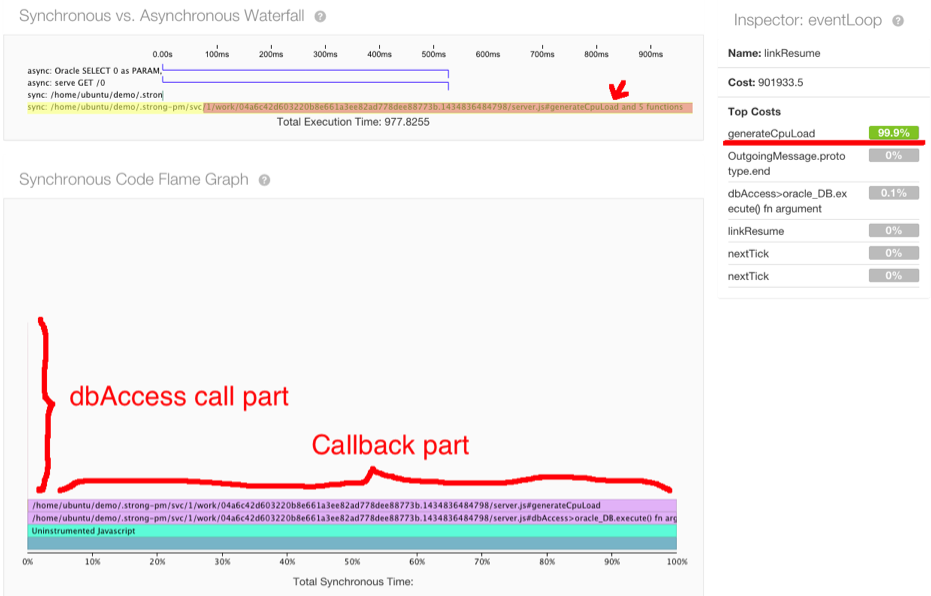 Synchronous vs. Asynchronous Waterfall ?
0.00s 100ms 200ms 300ms 400ms 500ms 600ms 700ms 800ms 900ms
async: Oracle SELECT 0 as PARAM,
async: serve GET /0
sync: /home/ubuntu/demo/.stron
sync: /home/ubuntu/demo/.strong-pm/svc/1/work/04a6c42d603220b8e661a3ee82ad778dee88773b.1434836484798/server.js#generateCpuLoad and 5 functions
Total Execution Time: 977.8255
Synchronous Code Flame Graph ?
dbAccess call part
Callback part
/home/ubuntu/demo/.strong-pm/svc/1/work/04a6c42d603220b8e661a3ee82ad778dee88773b.1434836484798/server.js#generateCpuLoad
/home/ubuntu/demo/.strong-pm/svc/1/work/04a6c42d603220b8e661a3ee82ad778dee88773b.1434836484798/server.js#dbAccess>oracle_DB.execute() fn arg
Uninstrumented Javascript
0% 10% 20% 30% 40% 50% 60% 70% 80% 90% 100%
Total Synchronous Time:
Inspector: eventLoop ?
Name: linkResume
Cost: 901933.5
Top Costs
generateCpuLoad 99.9%
OutgoingMessage.proto 0%
type.end
dbAccess>oracle_DB.ex 0.1%
ecute() fn argument
linkResume 0%
nextTick 0%
nextTick 0%